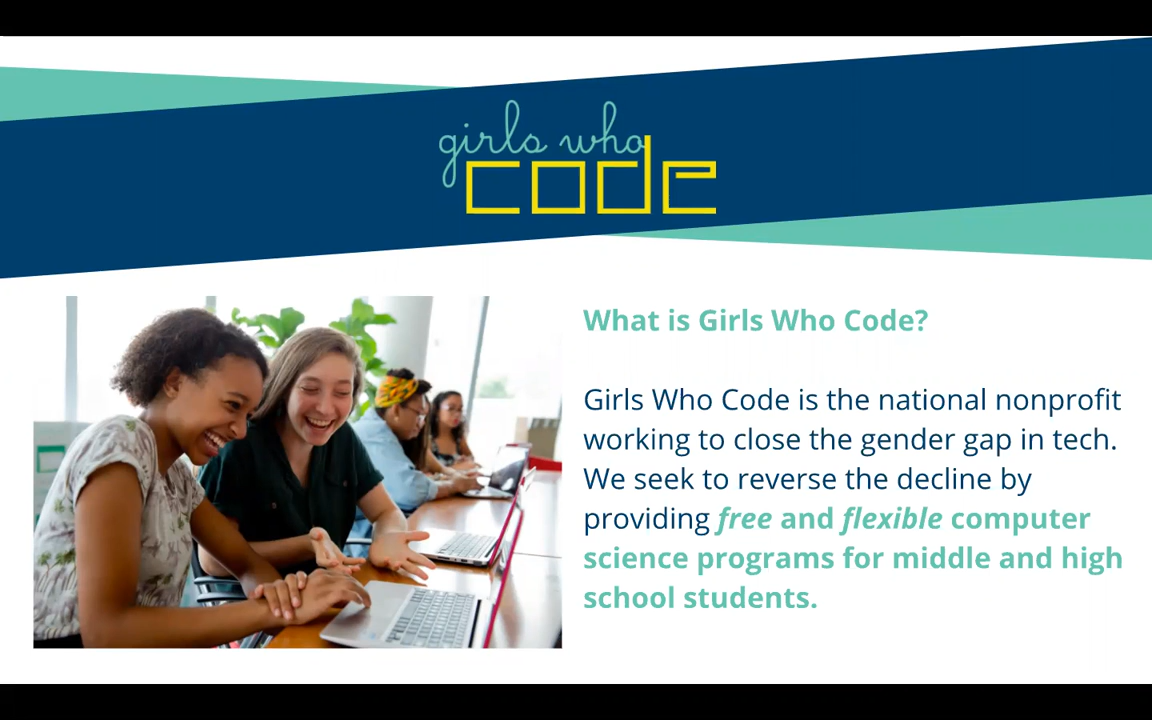 girls who
code
What is Girls Who Code?
Girls Who Code is the national nonprofit
working to close the gender gap in tech.
We seek to reverse the decline by
providing free and flexible computer
science programs for middle and high
school students.